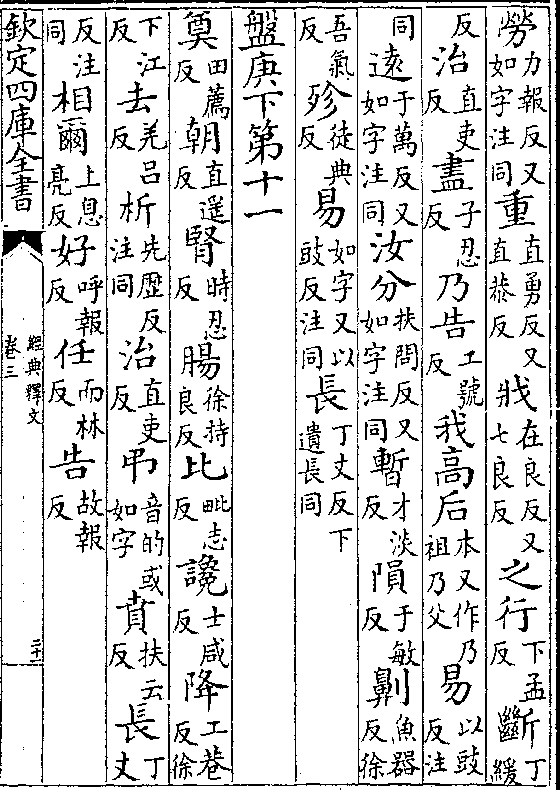 勞力報反又如字注同重直勇反又直恭反戕在良反又七良反之行下孟反斷丁緩
反治直吏反盡子忍反乃告工號反我高后本又作乃祖乃父易以豉反注
同遠于萬反又如字注同汝分扶問反又如字注同暫才淡反隕于敏反劓魚器反徐
吾氣反殄徒典反易如字又以豉反注同長丁丈反下遺長同
盤庚下第十一
奠田薦反朝直遥反腎時忍反腸徐持良反比毗志反讒士咸反降工巷反徐
下江反去羌呂反析先歷反注同治直吏反弔音的或如字賁扶云反長丁丈
反注同相爾上息亮反好呼報反任而林反告故報反
欽定四庫全書
經典釋文
卷三